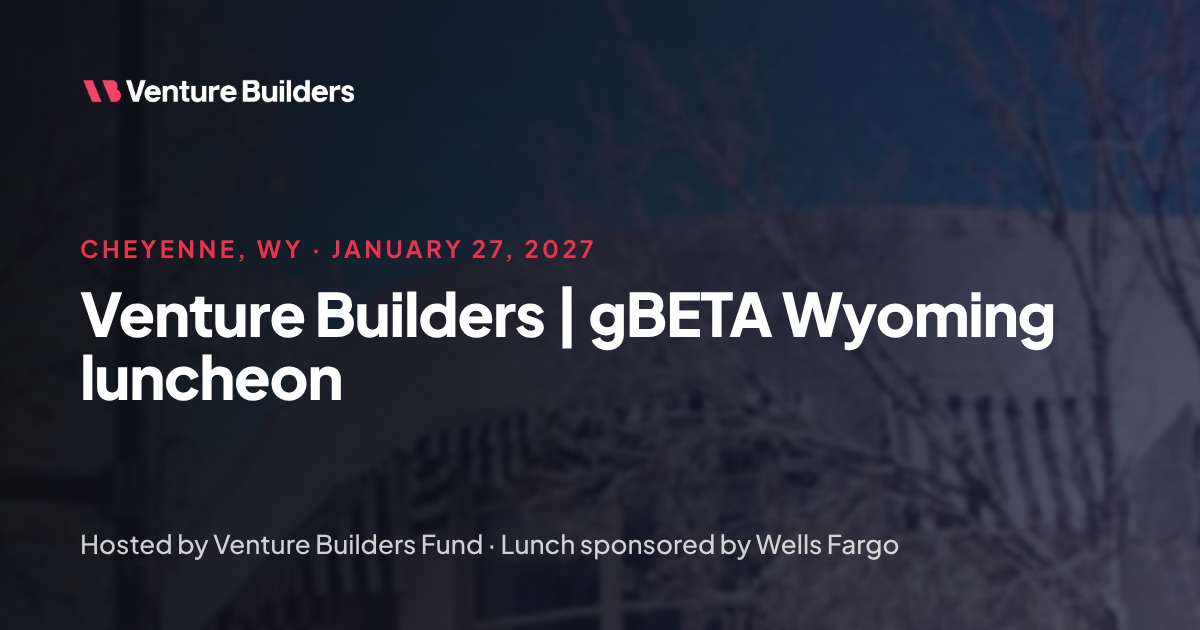 Venture Builders
CHEYENNE, WY · JANUARY 27, 2027
Venture Builders | gBETA Wyoming
luncheon
Hosted by Venture Builders Fund · Lunch sponsored by Wells Fargo